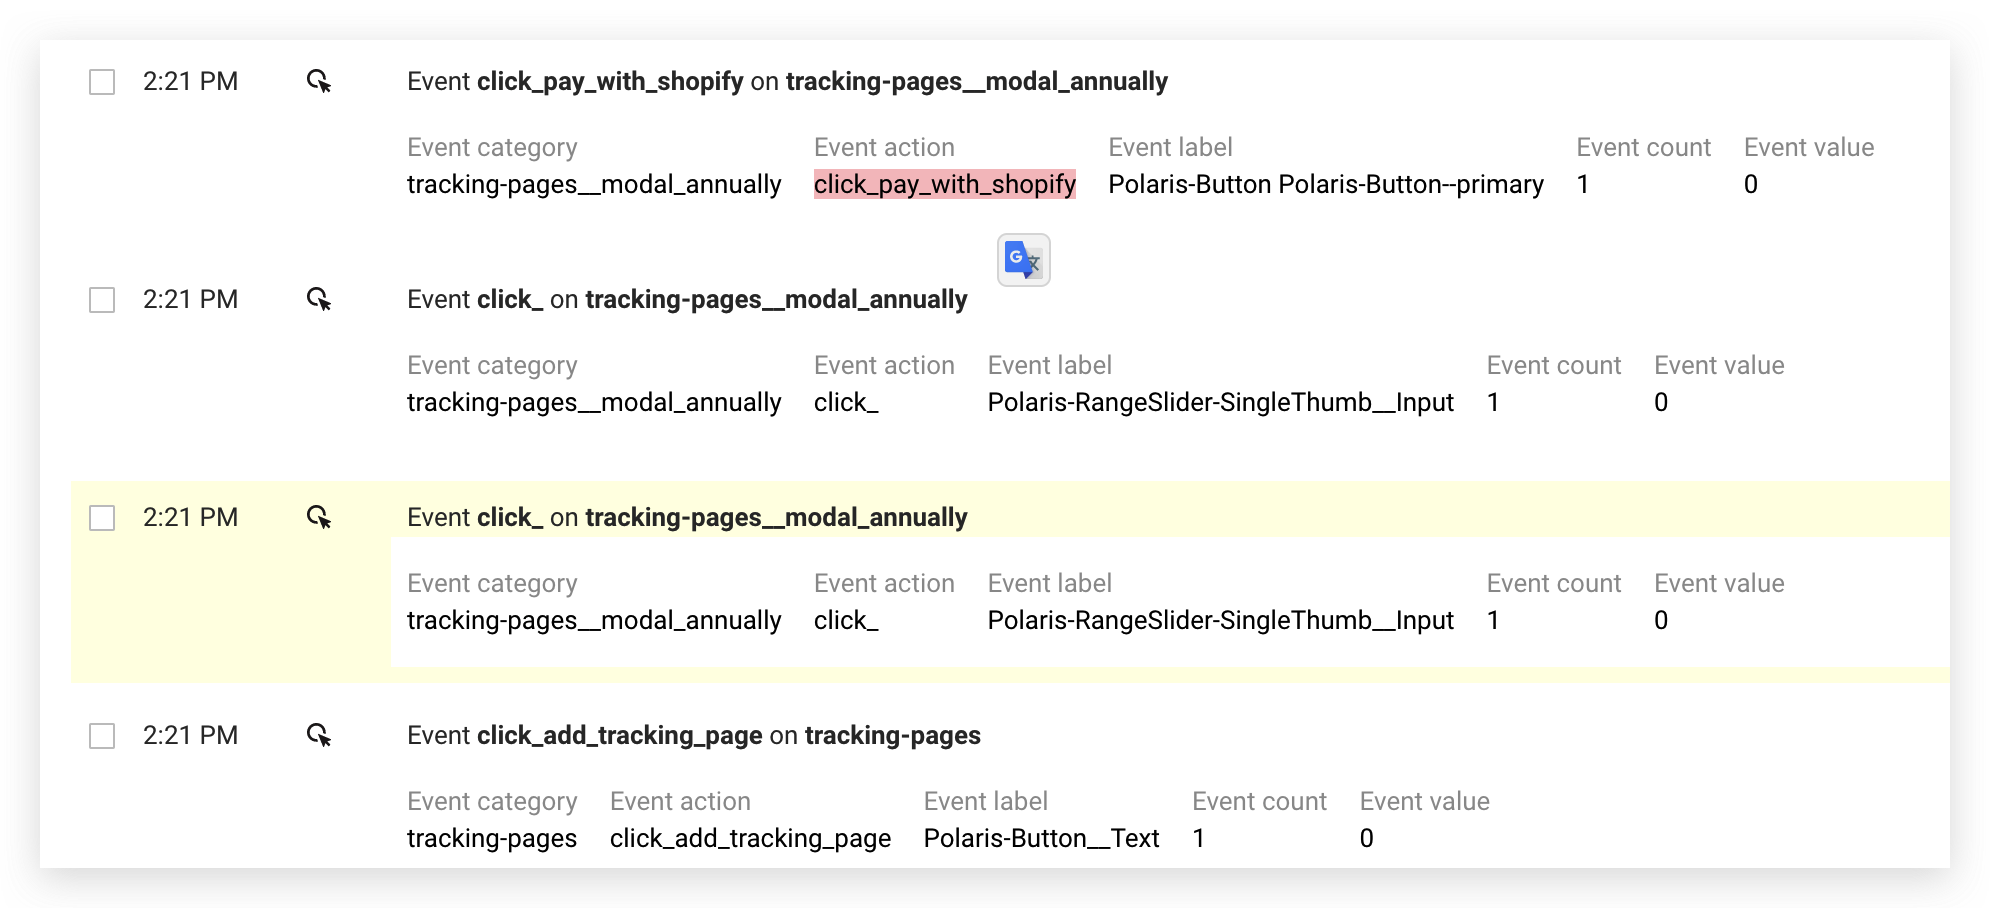 2:21 PM Event click_pay_with_shopify on tracking-pages__modal_annually
Event category Event action Event label Event count Event value
tracking-pages__modal_annually click_pay_with_shopify Polaris-Button Polaris-Button--primary 1 0
G 文
2:21 PM Event click_ on tracking-pages__modal_annually
Event category Event action Event label Event count Event value
tracking-pages__modal_annually click_ Polaris-RangeSlider-SingleThumb__Input 1 0
2:21 PM Event click_ on tracking-pages__modal_annually
Event category Event action Event label Event count Event value
tracking-pages__modal_annually click_ Polaris-RangeSlider-SingleThumb__Input 1 0
2:21 PM Event click_add_tracking_page on tracking-pages
Event category Event action Event label Event count Event value
tracking-pages click_add_tracking_page Polaris-Button__Text 1 0